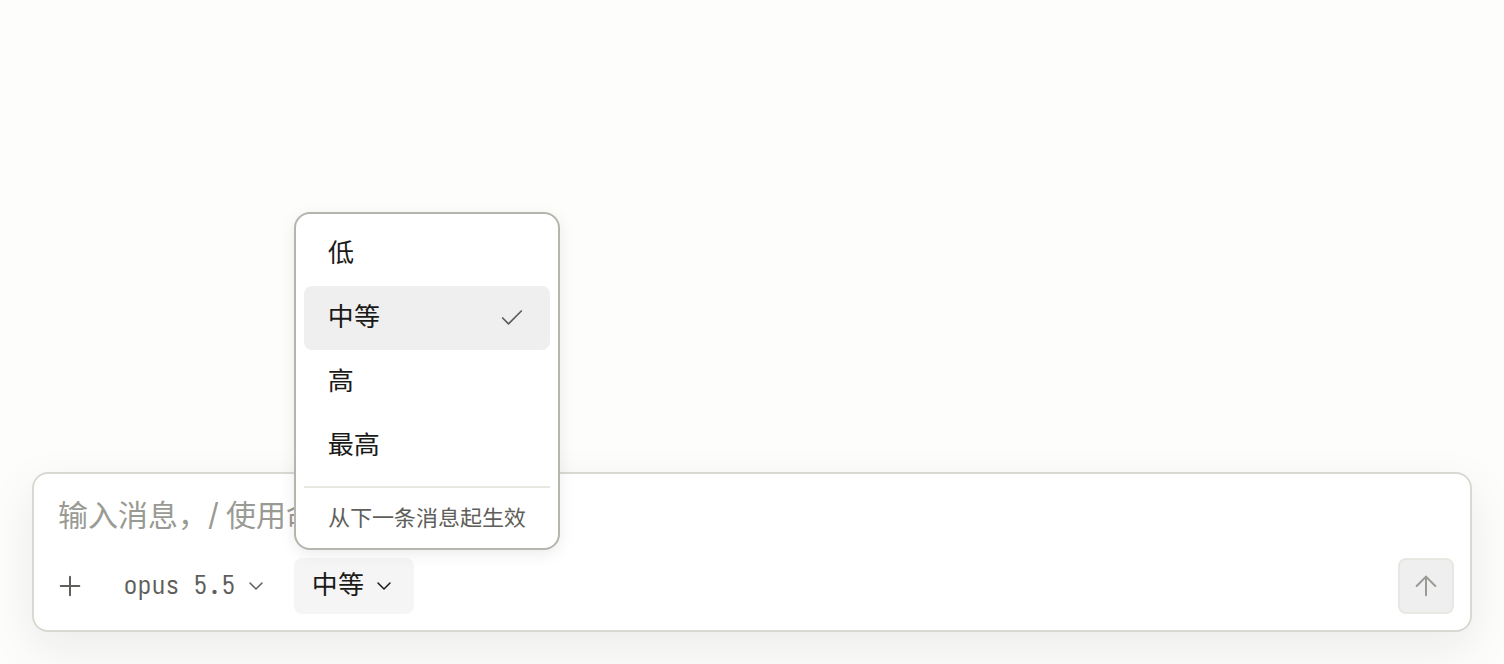 低
中等
高
最高
从下一条消息起生效
输入消息，/ 使用
opus 5.5
中等